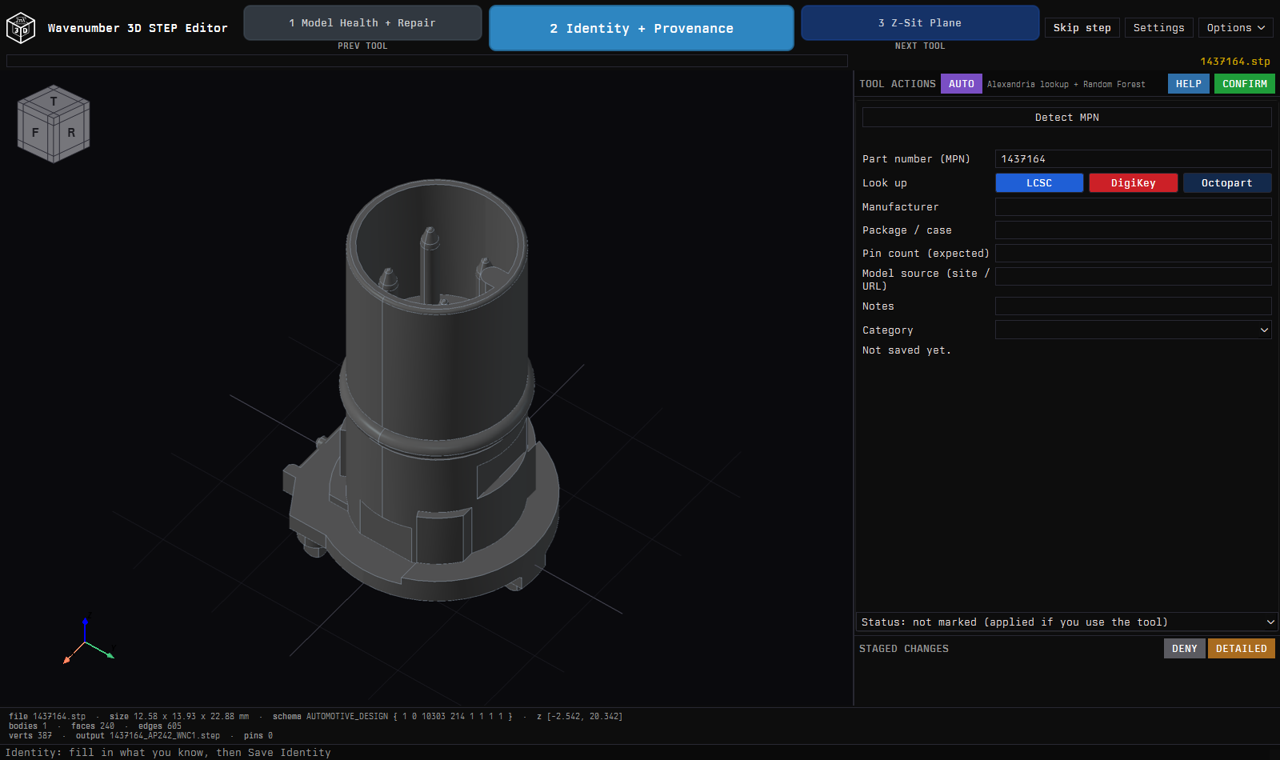 Wavenumber 3D STEP Editor
1 Model Health + Repair
PREV TOOL
2 Identity + Provenance
3 Z-Sit Plane
NEXT TOOL
Skip step
Settings
Options
1437164.stp
TOOL ACTIONS
AUTO
Alexandria lookup + Random Forest
HELP
CONFIRM
Detect MPN
Part number (MPN)
1437164
Look up
LCSC
DigiKey
Octopart
Manufacturer
Package / case
Pin count (expected)
Model source (site /
URL)
Notes
Category
Not saved yet.
T
F
R
Status: not marked (applied if you use the tool)
STAGED CHANGES
DENY
DETAILED
file 1437164.stp · size 12.58 x 13.93 x 22.88 mm · schema AUTOMOTIVE_DESIGN { 1 0 10303 214 1 1 1 1 } · z [-2.542, 20.342]
bodies 1 · faces 240 · edges 605
verts 387 · output 1437164_AP242_WNC1.step · pins 0
Identity: fill in what you know, then Save Identity